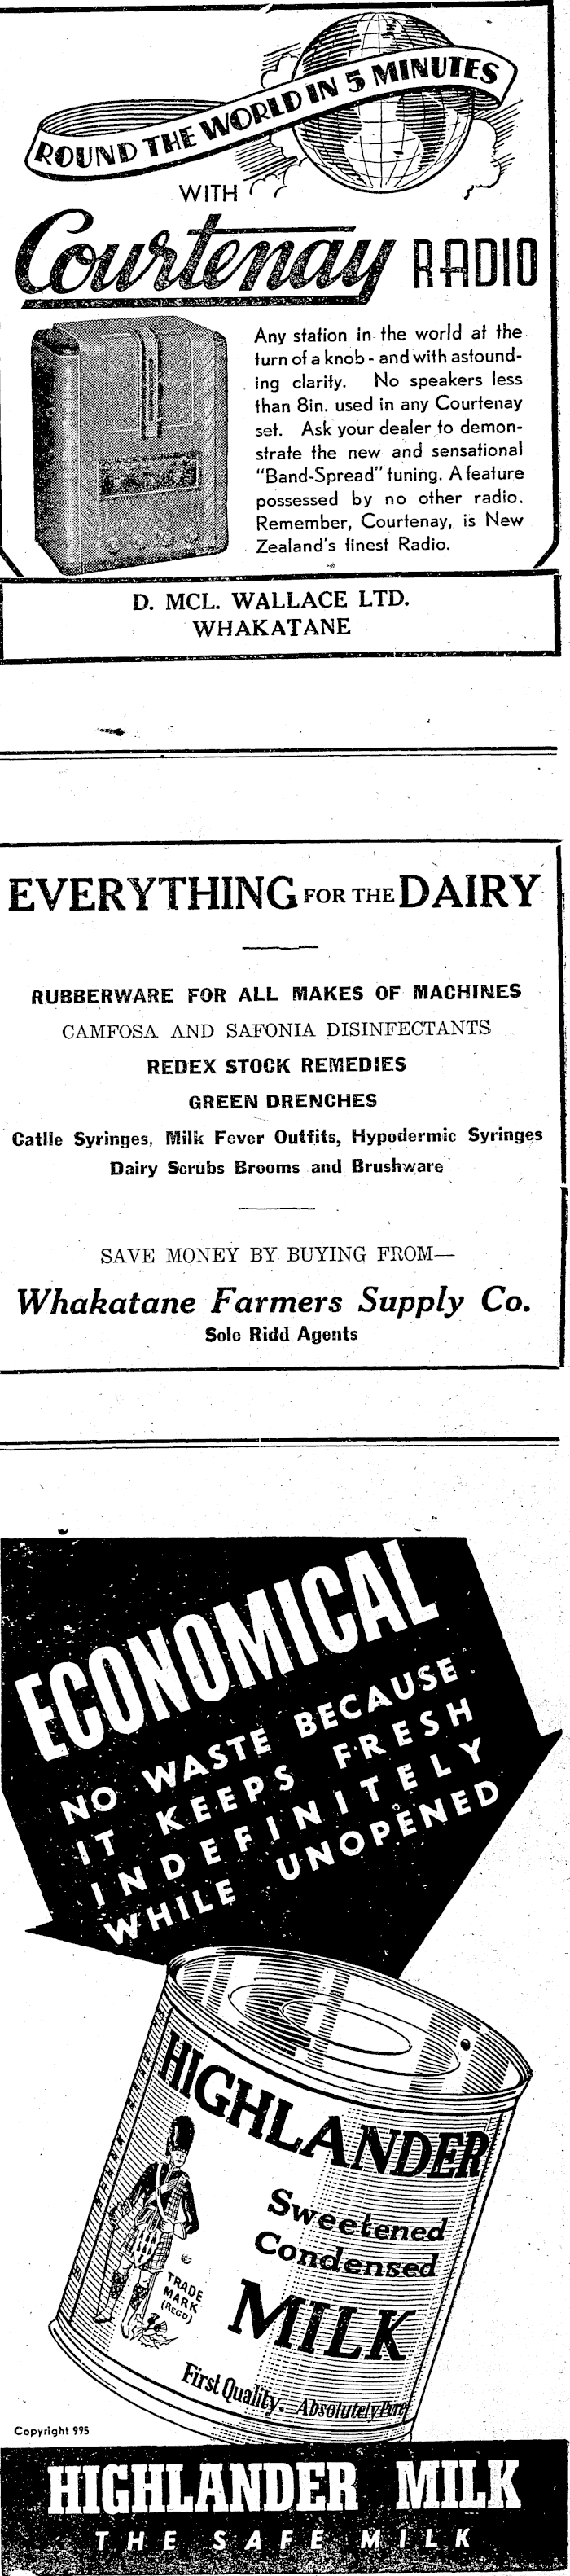 ROUND THE WORLD IN 5 MINUTES
WITH
Courtenay RADIO
Any station in the world at the
turn of a knob - and with astound-
ing clarity. No speakers less
than 8in. used in any Courtenay
set. Ask your dealer to demon-
strate the new and sensational
"Band-Spread" tuning. A feature
possessed by no other radio.
Remember, Courtenay, is New
Zealand's finest Radio.
D. MCL. WALLACE LTD.
WHAKATANE
EVERYTHING FOR THE DAIRY
RUBBERWARE FOR ALL MAKES OF MACHINES
CAMFOSA AND SAFONIA DISINFECTANTS
REDEX STOCK REMEDIES
GREEN DRENCHES
Catlle Syringes, Milk Fever Outfits, Hypodermic Syringes
Dairy Scrubs Brooms and Brushware
SAVE MONEY BY BUYING FROM—
Whakatane Farmers Supply Co.
Sole Ridd Agents
ECONOMICAL
NO WASTE BECAUSE
IT KEEPS FRESH
INDEFINITELY
WHILE UNOPENED
HIGHLANDER
Sweetened
Condensed
MILK
TRADE
MARK
(REGD)
First Quality. Absolutely Pure
Copyright 995
HIGHLANDER MILK
THE SAFE MILK